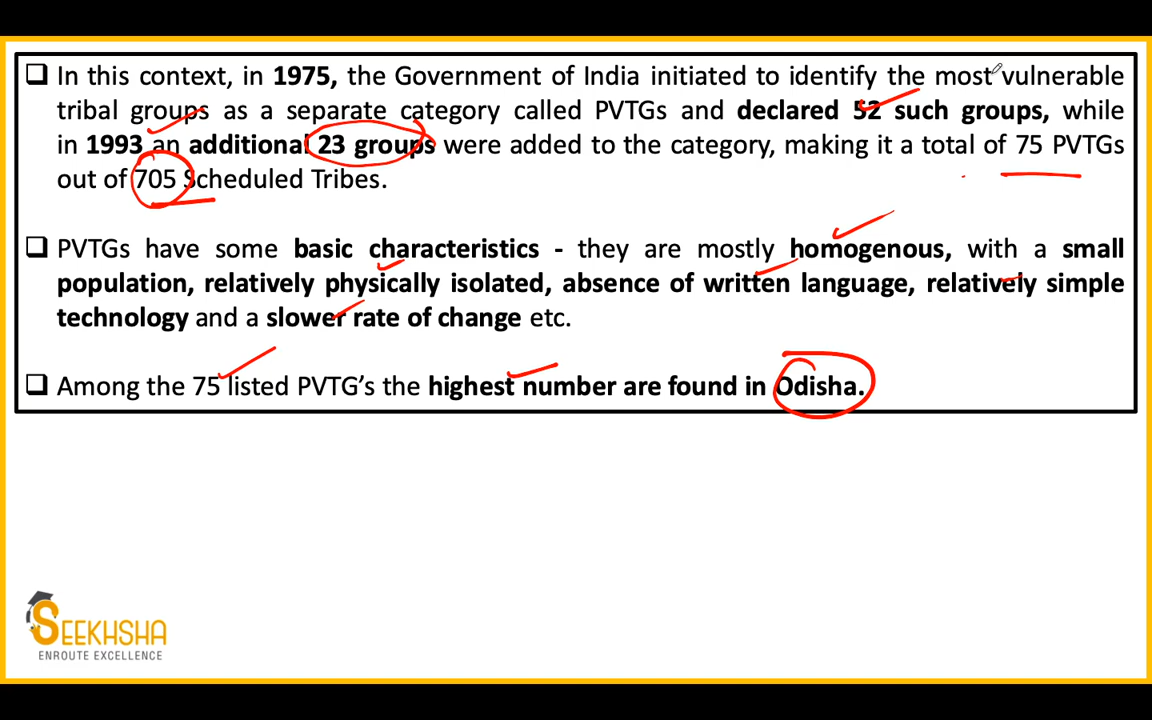 In this context, in 1975, the Government of India initiated to identify the most vulnerable
tribal groups as a separate category called PVTGs and declared 52 such groups, while
in 1993 an additional 23 groups were added to the category, making it a total of 75 PVTGs
out of 705 Scheduled Tribes.
PVTGs have some basic characteristics - they are mostly homogenous, with a small
population, relatively physically isolated, absence of written language, relatively simple
technology and a slower rate of change etc.
Among the 75 listed PVTG's the highest number are found in Odisha.
SEEKHSHA
ENROUTE EXCELLENCE